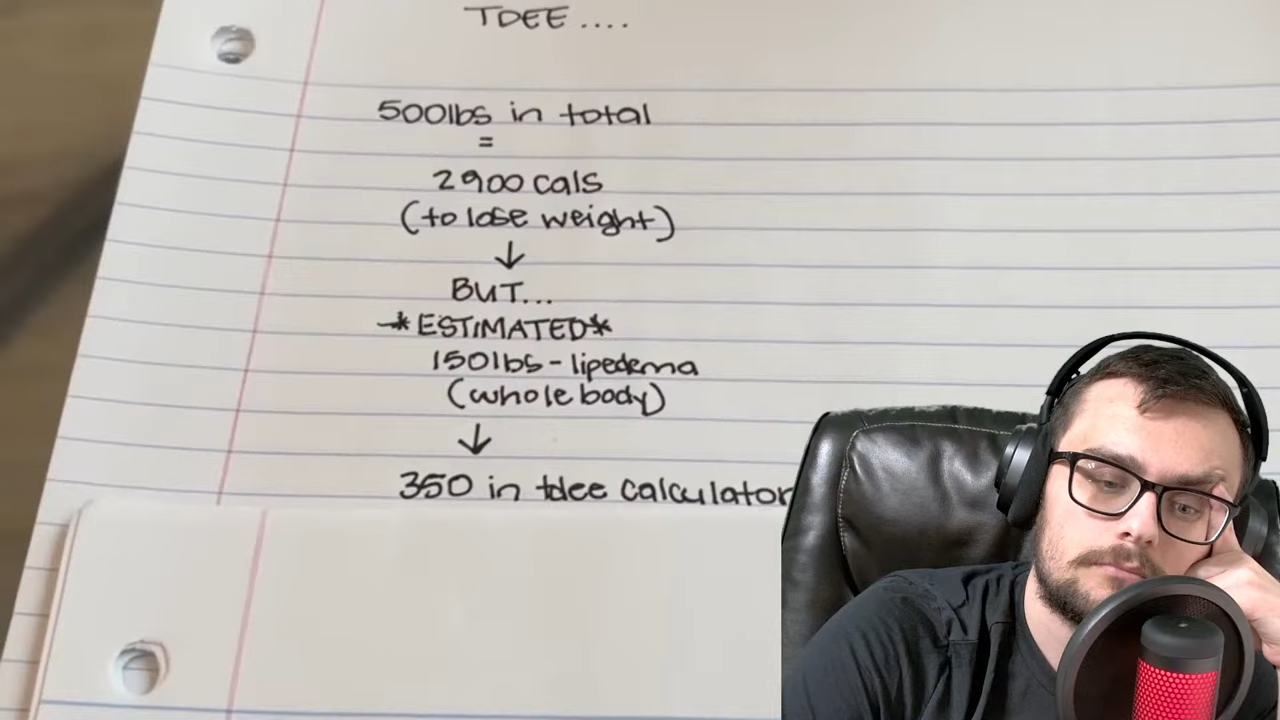 TDEE....
500lbs in total
=
2900 cals
(to lose weight)
↓
BUT...
*ESTIMATED*
150lbs - lipedema
(whole body)
↓
350 in tdee calculator